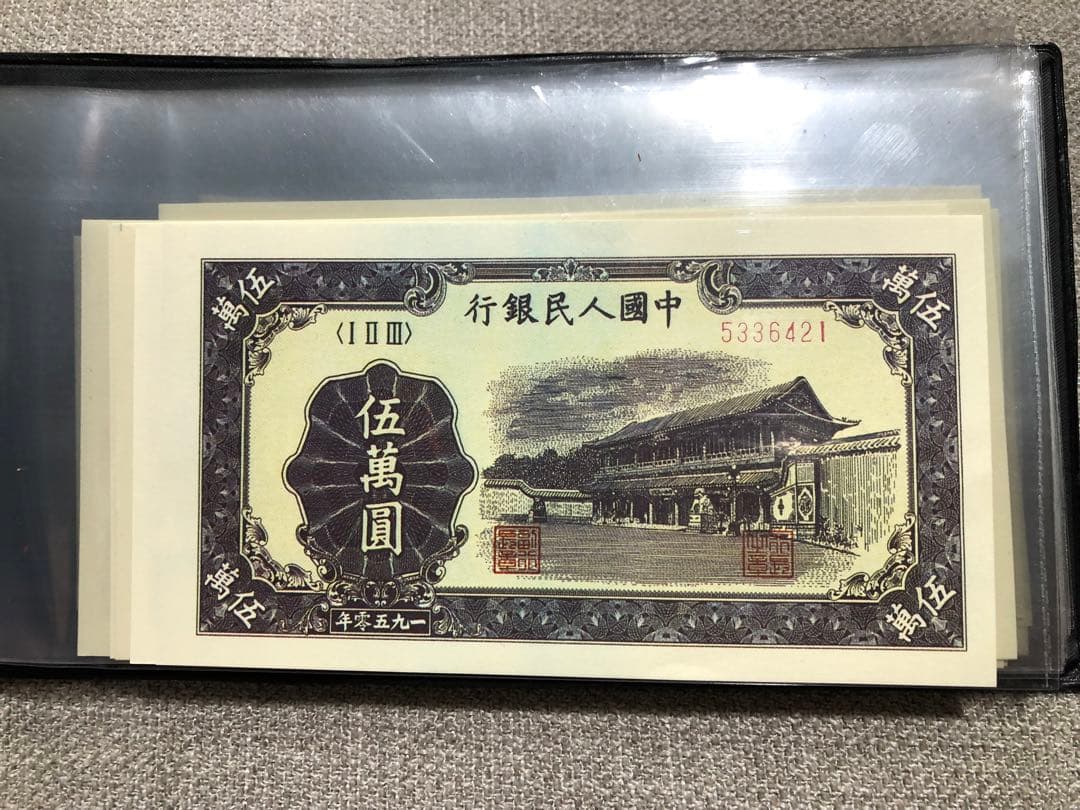 行銀民人國中
〈I II III〉
5336421
萬伍
萬伍
伍萬圓
萬伍
萬伍
年零五九一